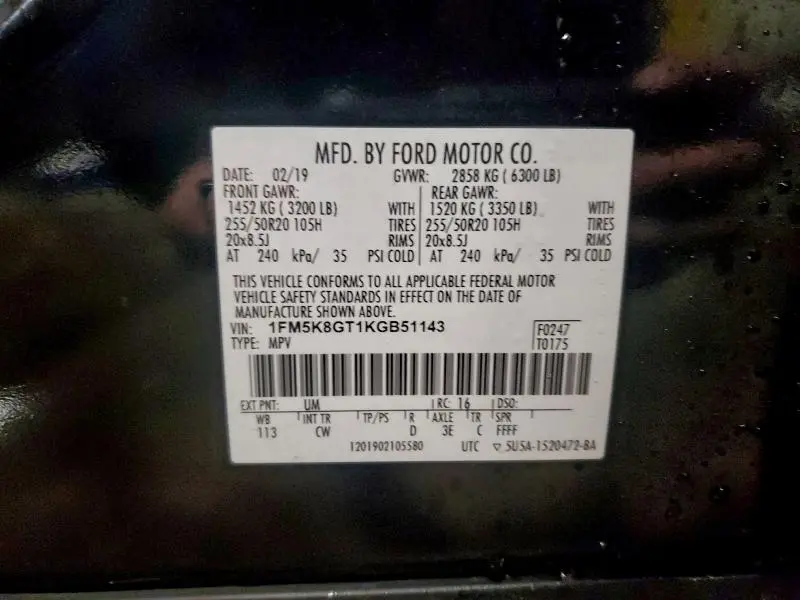 MFD. BY FORD MOTOR CO.
DATE: 02/19 GVWR: 2858 KG ( 6300 LB)
FRONT GAWR: REAR GAWR:
1452 KG ( 3200 LB) WITH 1520 KG ( 3350 LB) WITH
255/50R20 105H TIRES 255/50R20 105H TIRES
20x8.5J RIMS 20x8.5J RIMS
AT 240 kPa/ 35 PSI COLD AT 240 kPa/ 35 PSI COLD
THIS VEHICLE CONFORMS TO ALL APPLICABLE FEDERAL MOTOR
VEHICLE SAFETY STANDARDS IN EFFECT ON THE DATE OF
MANUFACTURE SHOWN ABOVE.
VIN: 1FM5K8GT1KGB51143 F0247
TYPE: MPV T0175
EXT PNT: UM RC: 16 DSO:
WB INT TR TP/PS R AXLE TR SPR
113 CW D 3E C FFFF
1201902105580 UTC ▽ 5U5A-1520472-BA